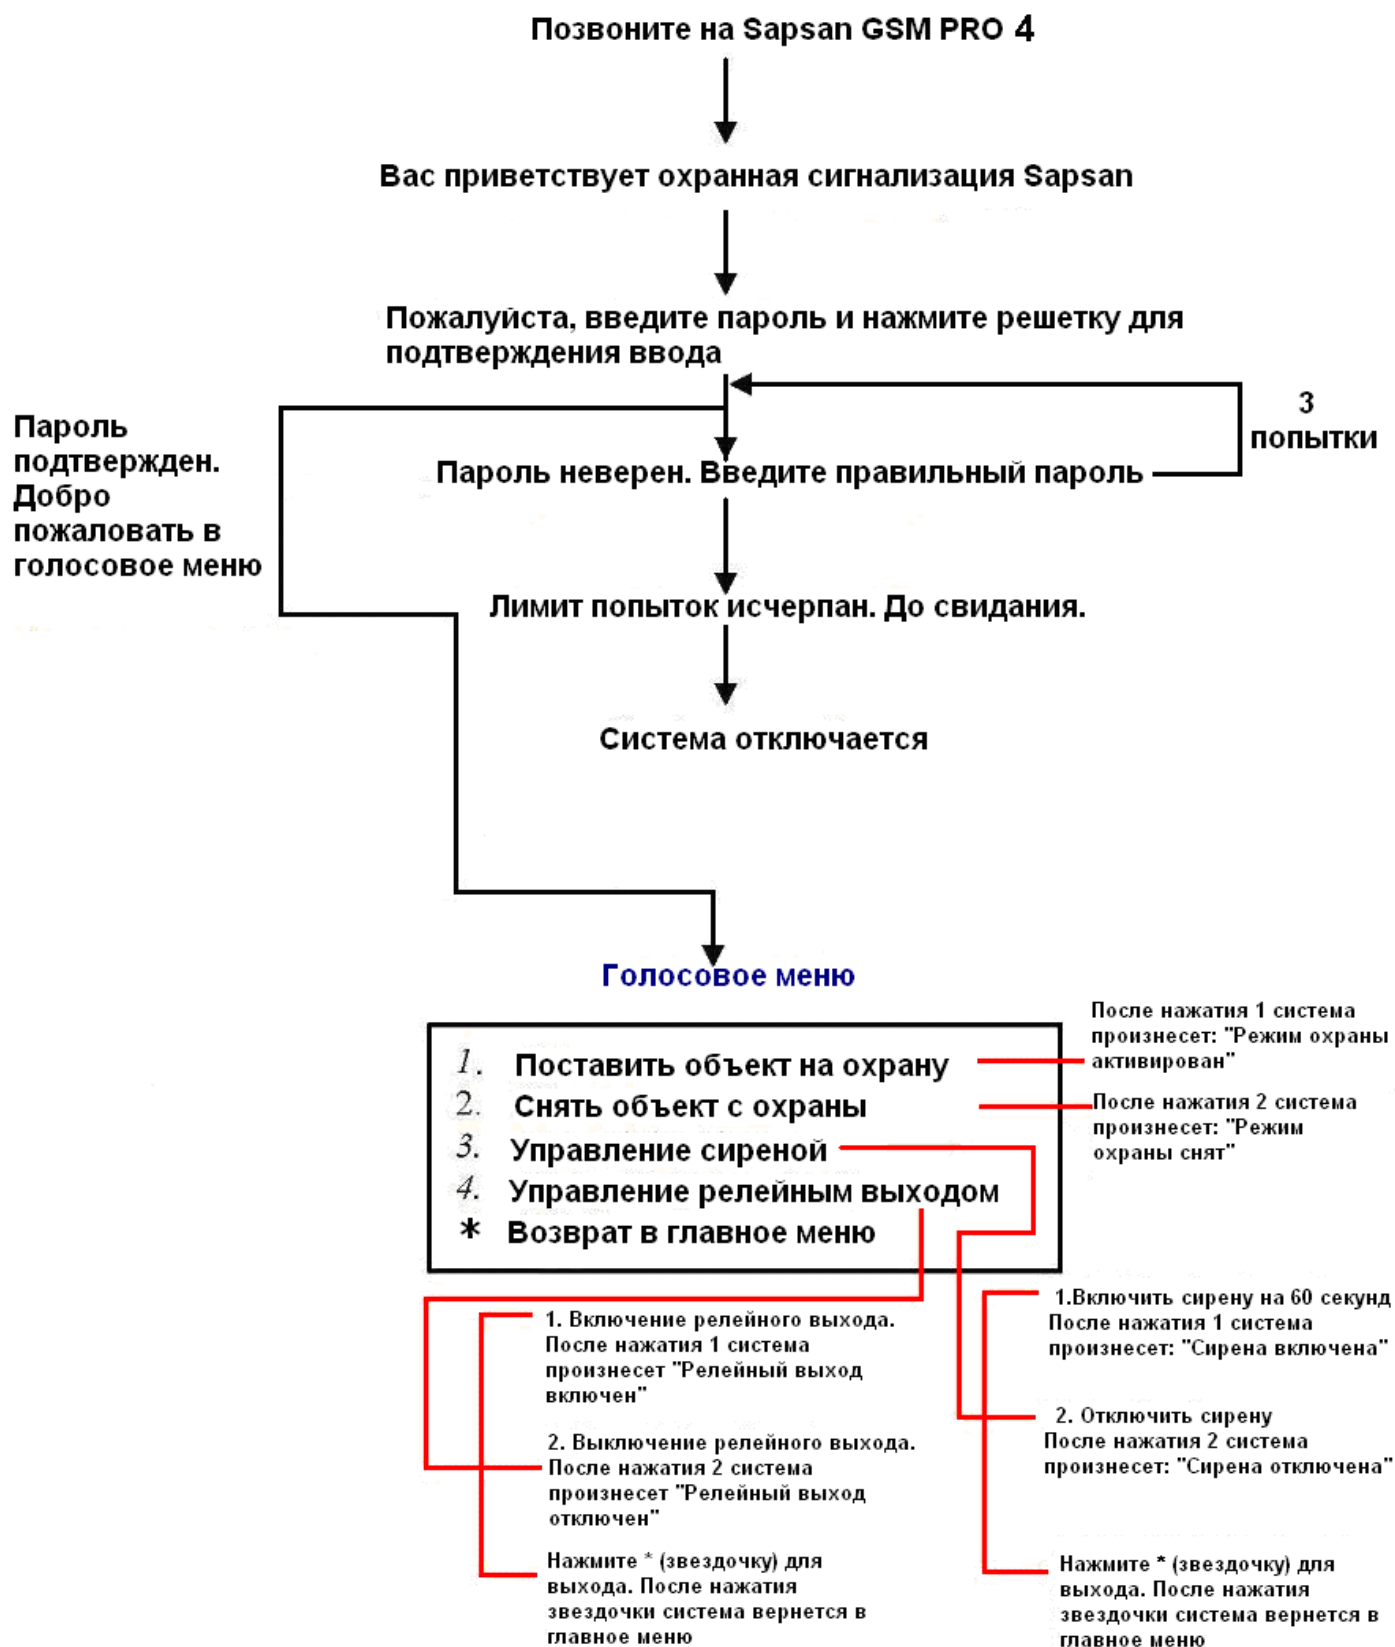 Позвоните на Sapsan GSM PRO 4
Вас приветствует охранная сигнализация Sapsan
Пожалуйста, введите пароль и нажмите решетку для
подтверждения ввода
3
попытки
Пароль
подтвержден.
Добро
пожаловать в
голосовое меню
Пароль неверен. Введите правильный пароль
Лимит попыток исчерпан. До свидания.
Система отключается
Голосовое меню
1. Поставить объект на охрану
2. Снять объект с охраны
3. Управление сиреной
4. Управление релейным выходом
* Возврат в главное меню
После нажатия 1 система
произнесет: "Режим охраны
активирован"
После нажатия 2 система
произнесет: "Режим
охраны снят"
1. Включение релейного выхода.
После нажатия 1 система
произнесет "Релейный выход
включен"
2. Выключение релейного выхода.
После нажатия 2 система
произнесет "Релейный выход
отключен"
Нажмите * (звездочку) для
выхода. После нажатия
звездочки система вернется в
главное меню
1.Включить сирену на 60 секунд
После нажатия 1 система
произнесет: "Сирена включена"
2. Отключить сирену
После нажатия 2 система
произнесет: "Сирена отключена"
Нажмите * (звездочку) для
выхода. После нажатия
звездочки система вернется в
главное меню